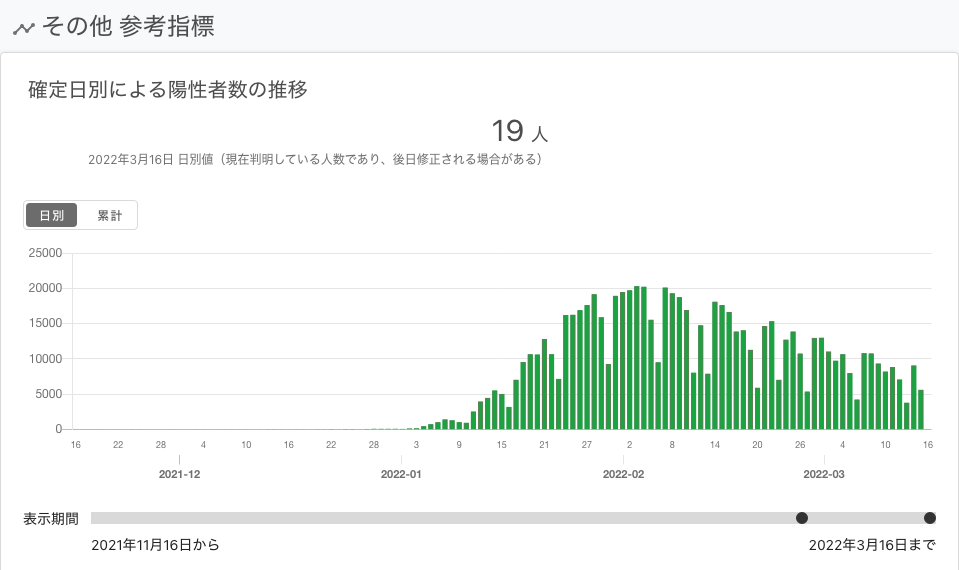 その他 参考指標
確定日別による陽性者数の推移
19 人
2022年3月16日 日別値（現在判明している人数であり、後日修正される場合がある）
日別 累計
25000
20000
15000
10000
5000
0
16 22 28 4 10 16 22 28 3 9 15 21 27 2 8 14 20 26 4 10 16
2021-12 2022-01 2022-02 2022-03
表示期間
2021年11月16日から 2022年3月16日まで